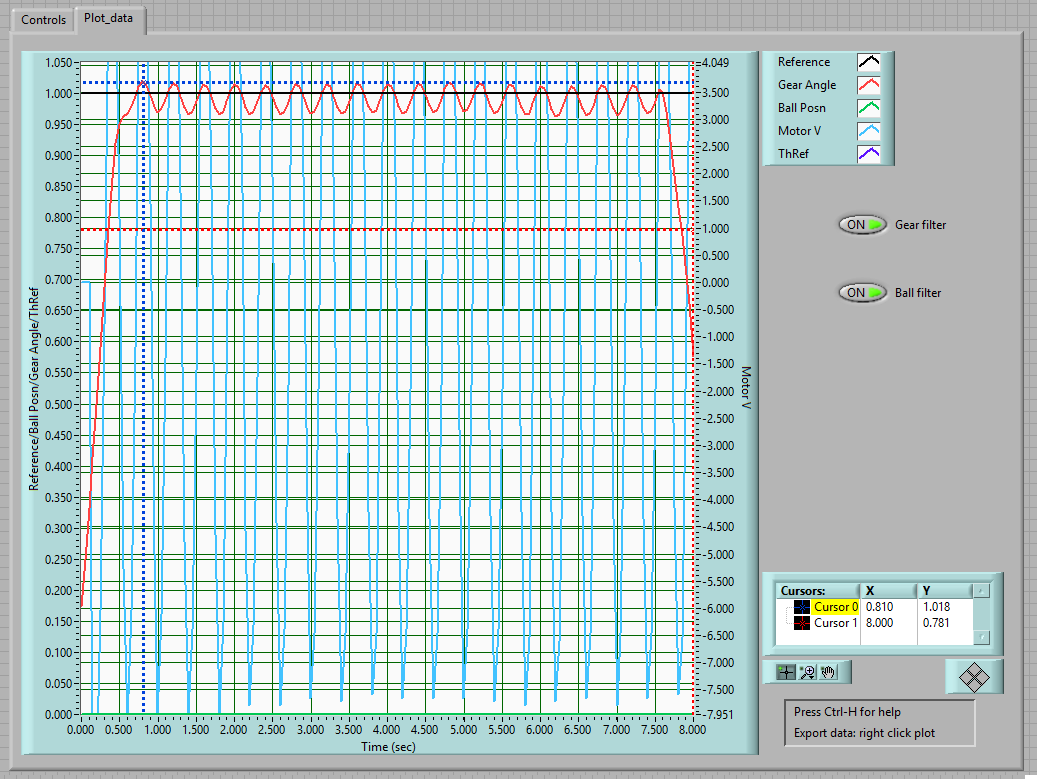 Controls
Plot_data
1.050
1.000
0.950
0.900
0.850
0.800
0.750
0.700
0.650
0.600
0.550
0.500
0.450
0.400
0.350
0.300
0.250
0.200
0.150
0.100
0.050
0.000
Reference/Ball Posn/Gear Angle/ThRef
0.000 0.500 1.000 1.500 2.000 2.500 3.000 3.500 4.000 4.500 5.000 5.500 6.000 6.500 7.000 7.500 8.000
Time (sec)
4.049
3.500
3.000
2.500
2.000
1.500
1.000
0.500
0.000
-0.500
-1.000
-1.500
-2.000
-2.500
-3.000
-3.500
-4.000
-4.500
-5.000
-5.500
-6.000
-6.500
-7.000
-7.500
-7.951
Motor V
Reference
Gear Angle
Ball Posn
Motor V
ThRef
ON Gear filter
ON Ball filter
Cursors: X Y
Cursor 0 0.810 1.018
Cursor 1 8.000 0.781
Press Ctrl-H for help
Export data: right click plot